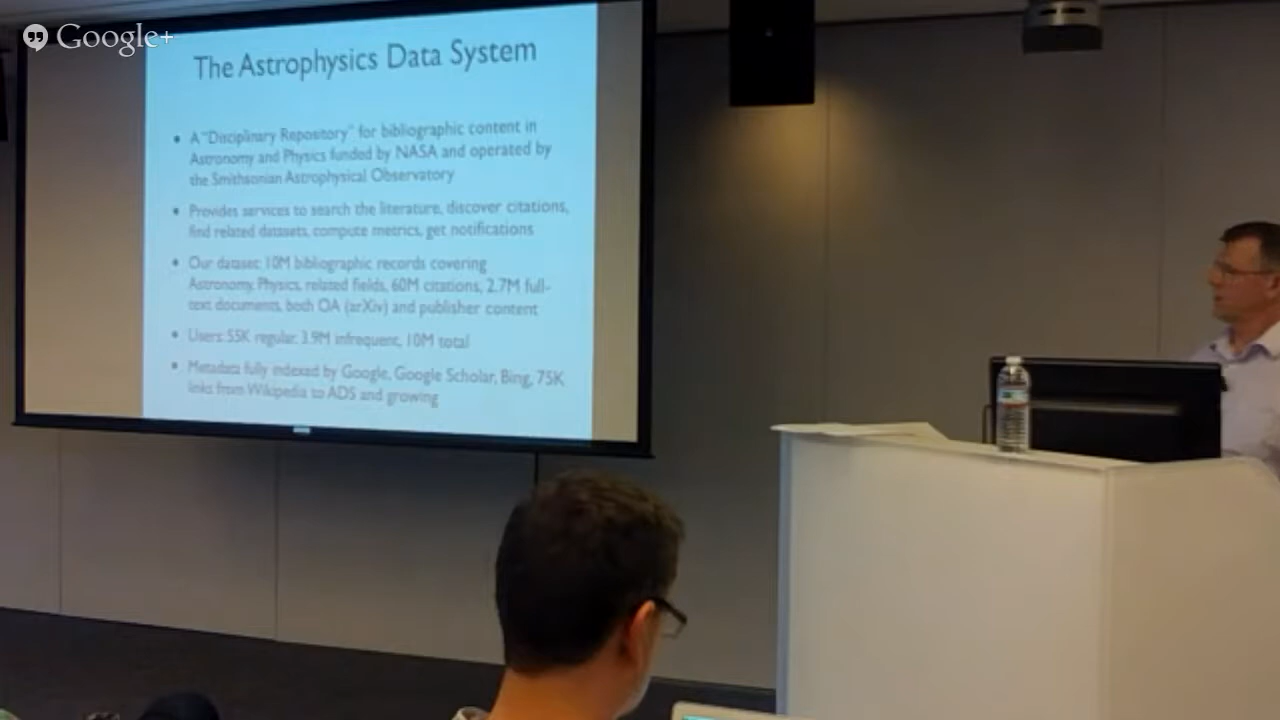 Google+
The Astrophysics Data System
• A "Disciplinary Repository" for bibliographic content in
Astronomy and Physics funded by NASA and operated by
the Smithsonian Astrophysical Observatory
• Provides services to search the literature, discover citations,
find related datasets, compute metrics, get notifications
• Our dataset: 10M bibliographic records covering
Astronomy, Physics, related fields, 60M citations, 2.7M full-
text documents, both OA (arXiv) and publisher content
• Users: 55K regular, 3.9M infrequent, 10M total
• Metadata fully indexed by Google, Google Scholar, Bing, 75K
links from Wikipedia to ADS and growing